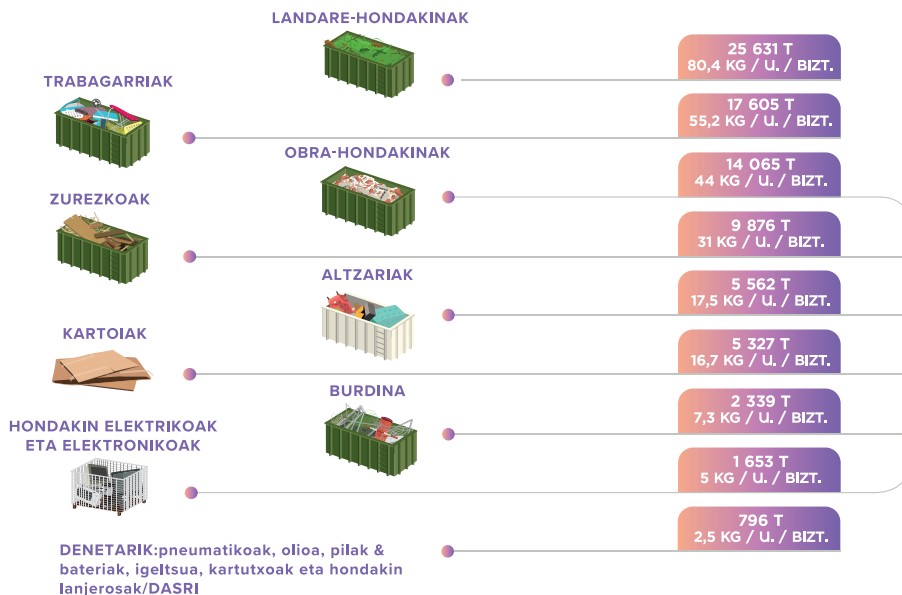 LANDARE-HONDAKINAK
25 631 T
80,4 KG / U. / BIZT.
TRABAGARRIAK
17 605 T
55,2 KG / U. / BIZT.
OBRA-HONDAKINAK
14 065 T
44 KG / U. / BIZT.
ZUREZKOAK
9 876 T
31 KG / U. / BIZT.
ALTZARIAK
5 562 T
17,5 KG / U. / BIZT.
KARTOIAK
5 327 T
16,7 KG / U. / BIZT.
BURDINA
2 339 T
7,3 KG / U. / BIZT.
HONDAKIN ELEKTRIKOAK
ETA ELEKTRONIKOAK
1 653 T
5 KG / U. / BIZT.
DENETARIK:pneumatikoak, olioa, pilak &
bateriak, igeltsua, kartutxoak eta hondakin
lanjerosak/DASRI
796 T
2,5 KG / U. / BIZT.